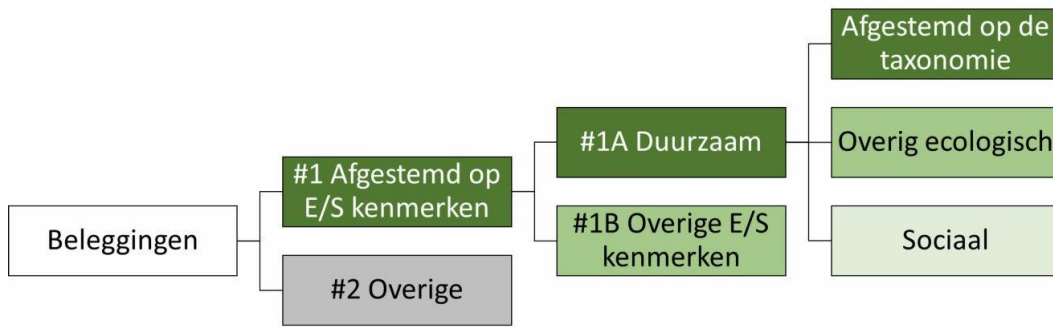 Beleggingen
#1 Afgestemd op
E/S kenmerken
#2 Overige
#1A Duurzaam
#1B Overige E/S
kenmerken
Afgestemd op de
taxonomie
Overig ecologisch
Sociaal